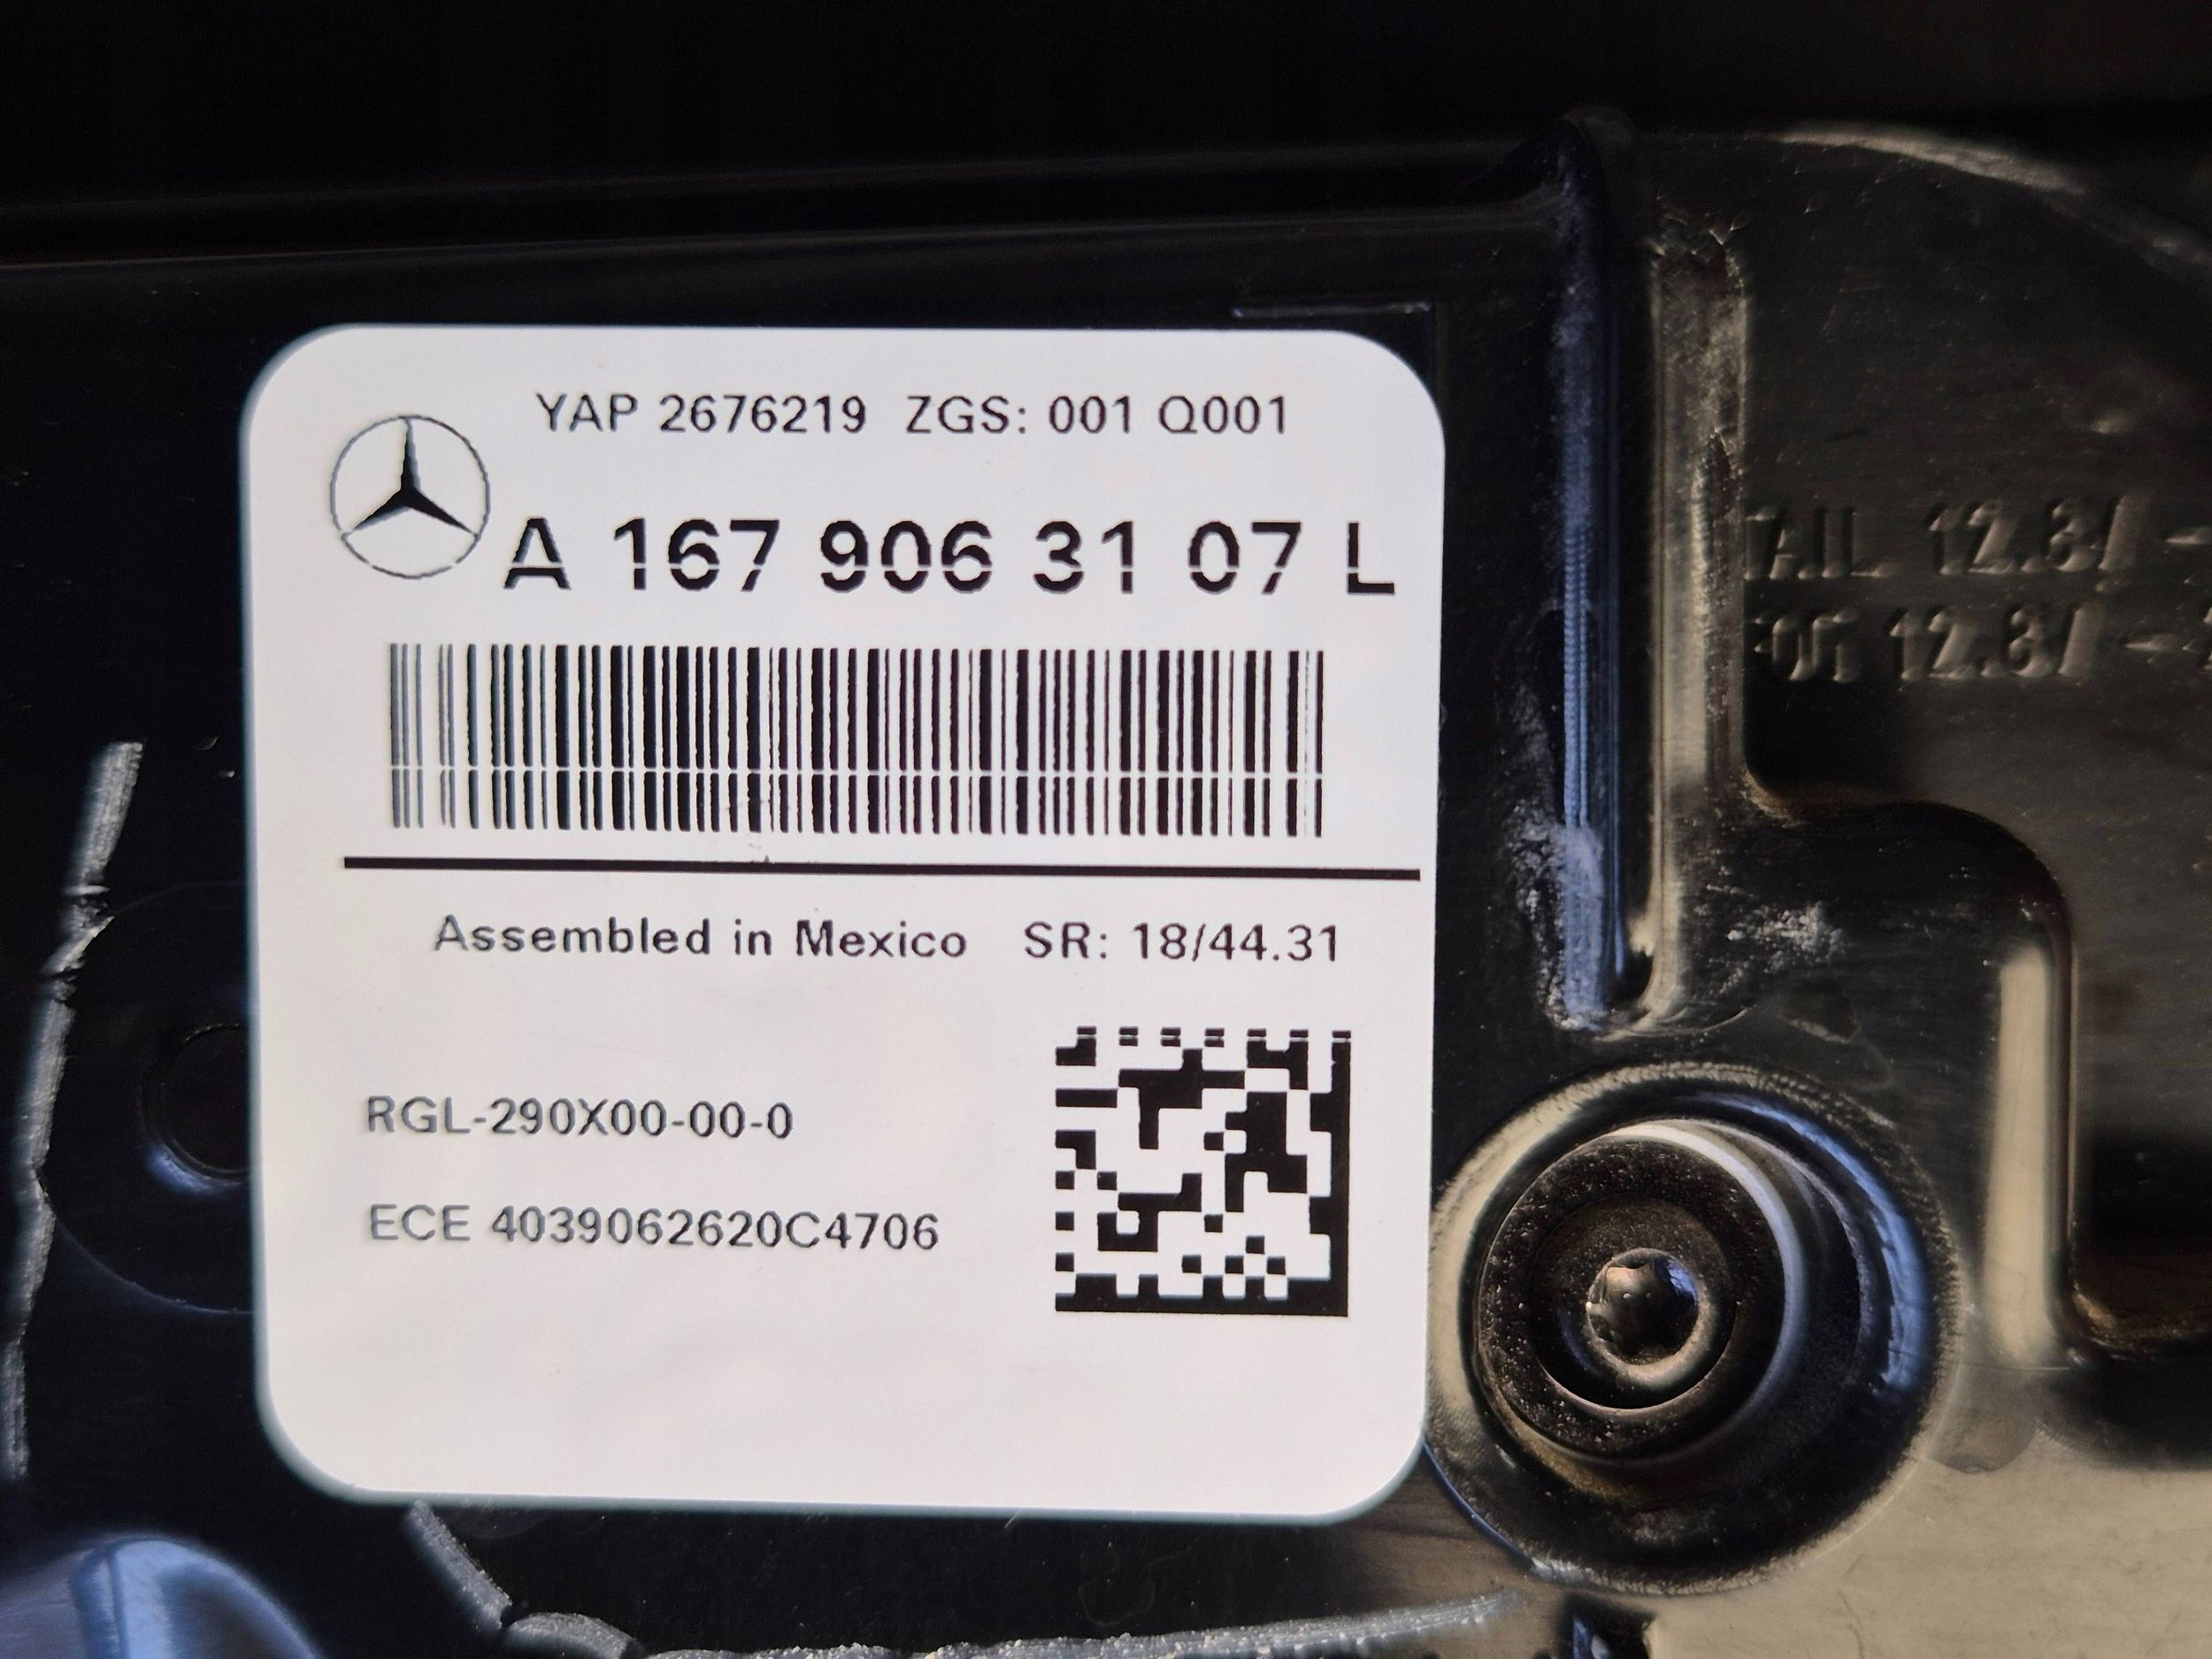 YAP 2676219 ZGS: 001 Q001
A 167 906 31 07 L
Assembled in Mexico SR: 18/44.31
RGL-290X00-00-0
ECE 4039062620C4706